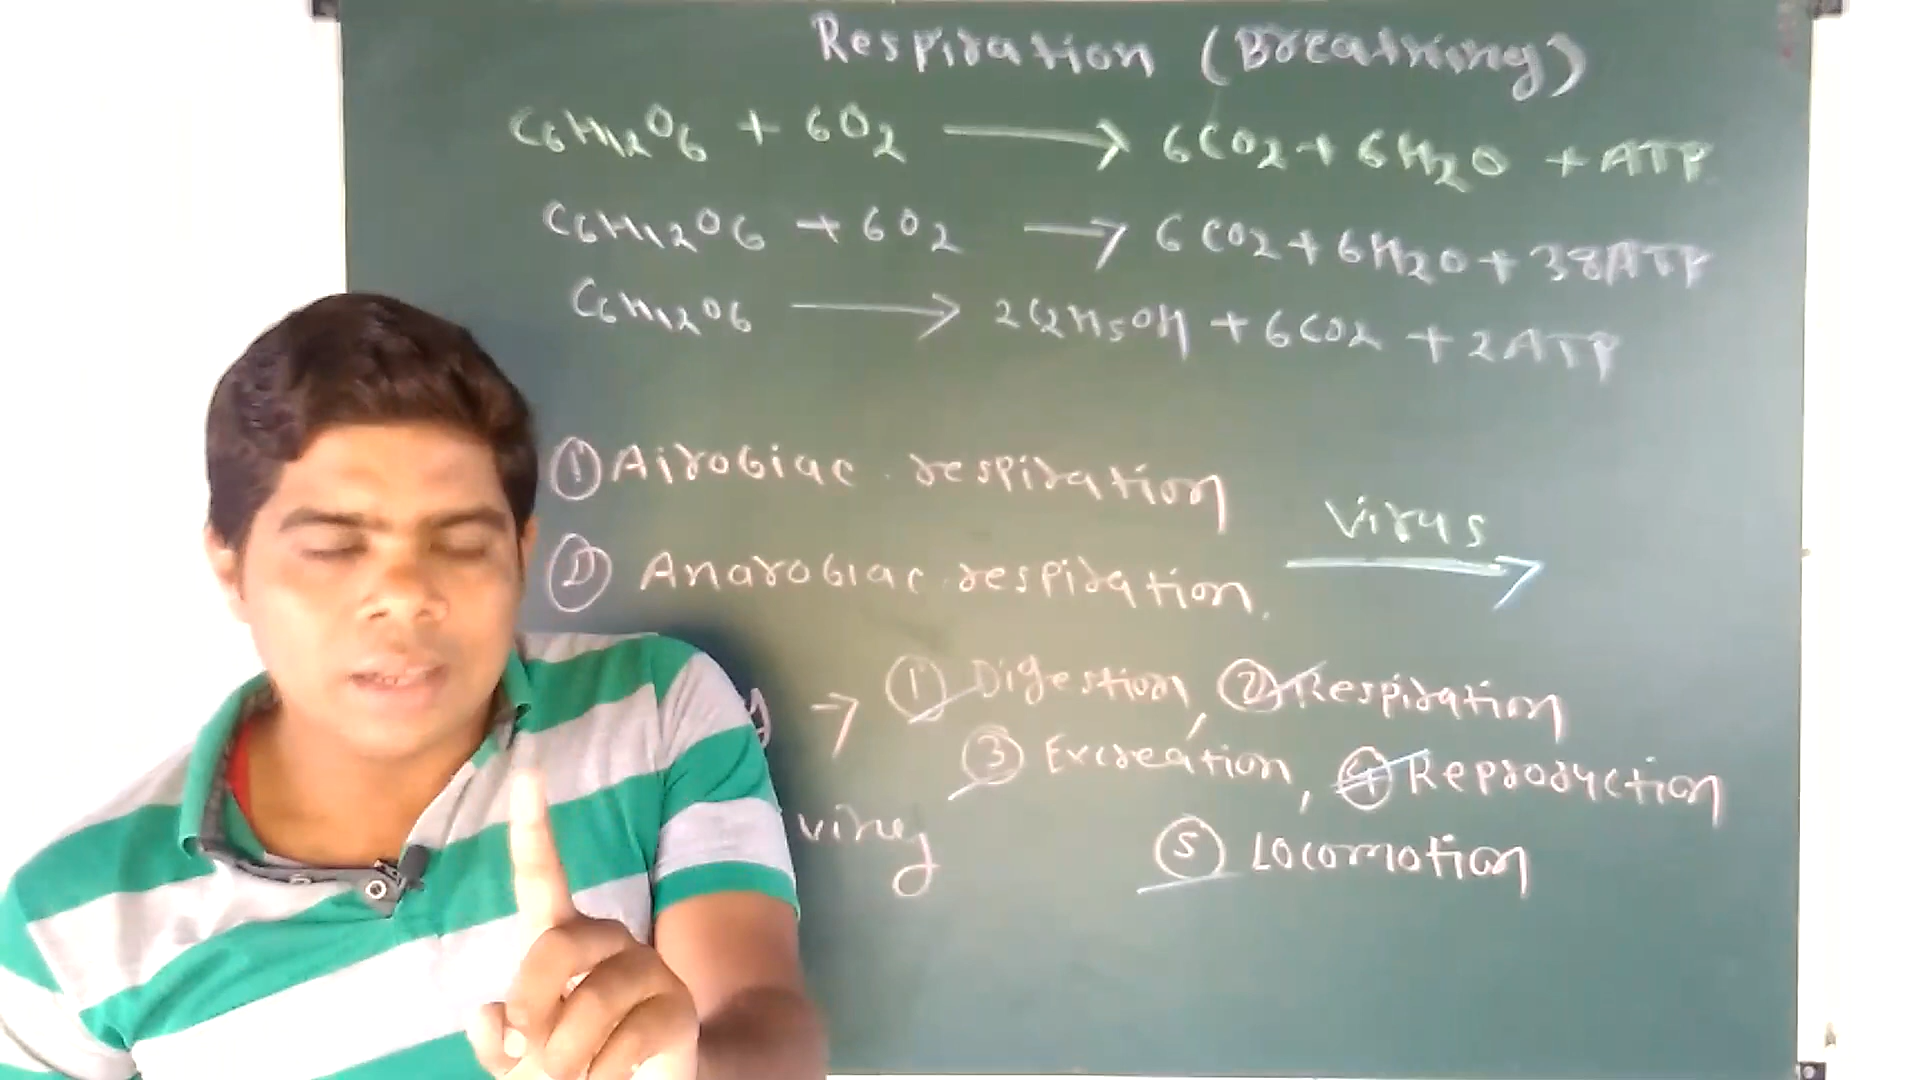 Respiration (Breathing)
C6H12O6 + 6O2 → 6CO2 + 6H2O + ATP
C6H12O6 + 6O2 → 6CO2 + 6H2O + 38ATP
C6H12O6 → 2C2H5OH + 6CO2 + 2ATP
① Airobiac respiration
② Anarobiac respiration.
Virus →
→ ① Digestion, ② Respiration
③ Excreation, ④ Reproduction
⑤ Locomotion